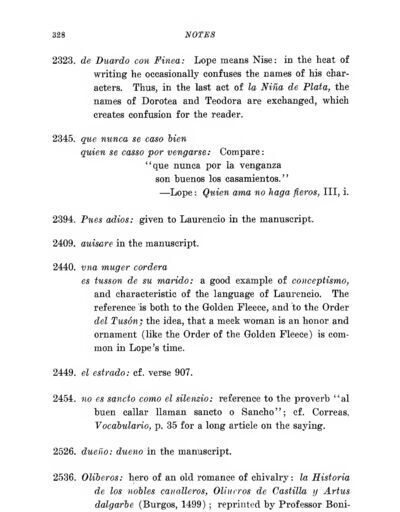 328 NOTES
2323. de Duardo con Finea: Lope means Nise: in the heat of
writing he occasionally confuses the names of his char-
acters. Thus, in the last act of la Niña de Plata, the
names of Dorotea and Teodora are exchanged, which
creates confusion for the reader.
2345. que nunca se caso bien
quien se casso por vengarse: Compare:
"que nunca por la venganza
son buenos los casamientos."
—Lope: Quien ama no haga fieros, III, i.
2394. Pues adios: given to Laurencio in the manuscript.
2409. auisare in the manuscript.
2440. vna muger cordera
es tusson de su marido: a good example of conceptismo,
and characteristic of the language of Laurencio. The
reference is both to the Golden Fleece, and to the Order
del Tusón; the idea, that a meek woman is an honor and
ornament (like the Order of the Golden Fleece) is com-
mon in Lope's time.
2449. el estrado: cf. verse 907.
2454. no es sancto como el silenzio: reference to the proverb "al
buen callar llaman sancto o Sancho"; cf. Correas,
Vocabulario, p. 35 for a long article on the saying.
2526. dueño: dueno in the manuscript.
2536. Oliberos: hero of an old romance of chivalry: la Historia
de los nobles caualleros, Oliueros de Castilla y Artus
dalgarbe (Burgos, 1499); reprinted by Professor Boni-